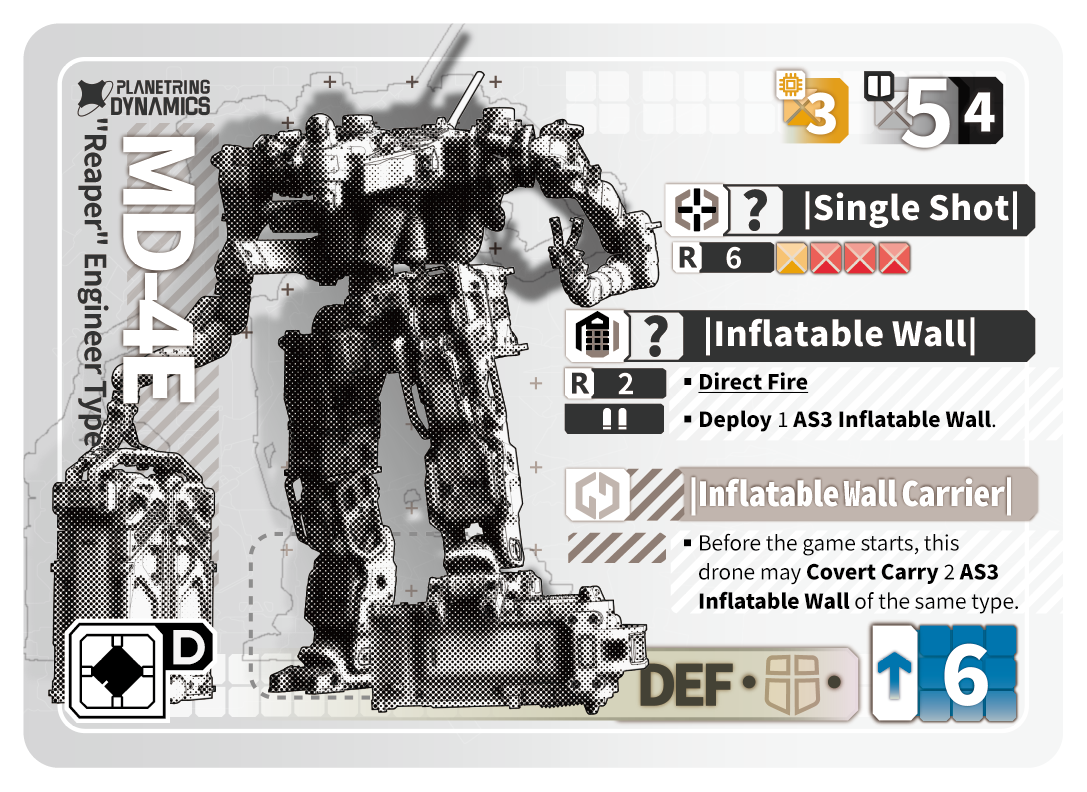 PLANETRING
DYNAMICS
MD-4E
"Reaper" Engineer Type
3
5
4
?
|Single Shot|
R 6
?
|Inflatable Wall|
R 2
▪ Direct Fire
▪ Deploy 1 AS3 Inflatable Wall.
|Inflatable Wall Carrier|
▪ Before the game starts, this
drone may Covert Carry 2 AS3
Inflatable Wall of the same type.
D
DEF
6